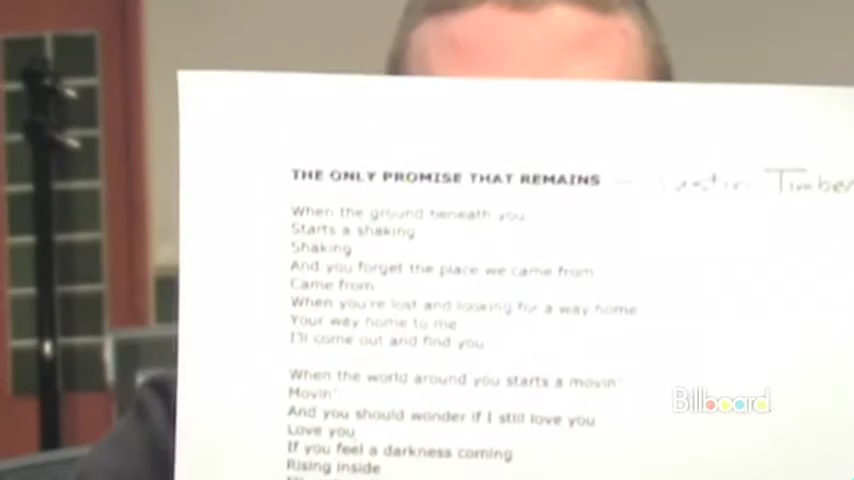 THE ONLY PROMISE THAT REMAINS — Justin Timber
When the ground beneath you
Starts a shaking
Shaking
And you forget the place we came from
Came from
When you're lost and looking for a way home
Your way home to me
I'll come out and find you
When the world around you starts a movin'
Movin'
And you should wonder if I still love you
Love you
If you feel a darkness coming
Rising inside
Billboard